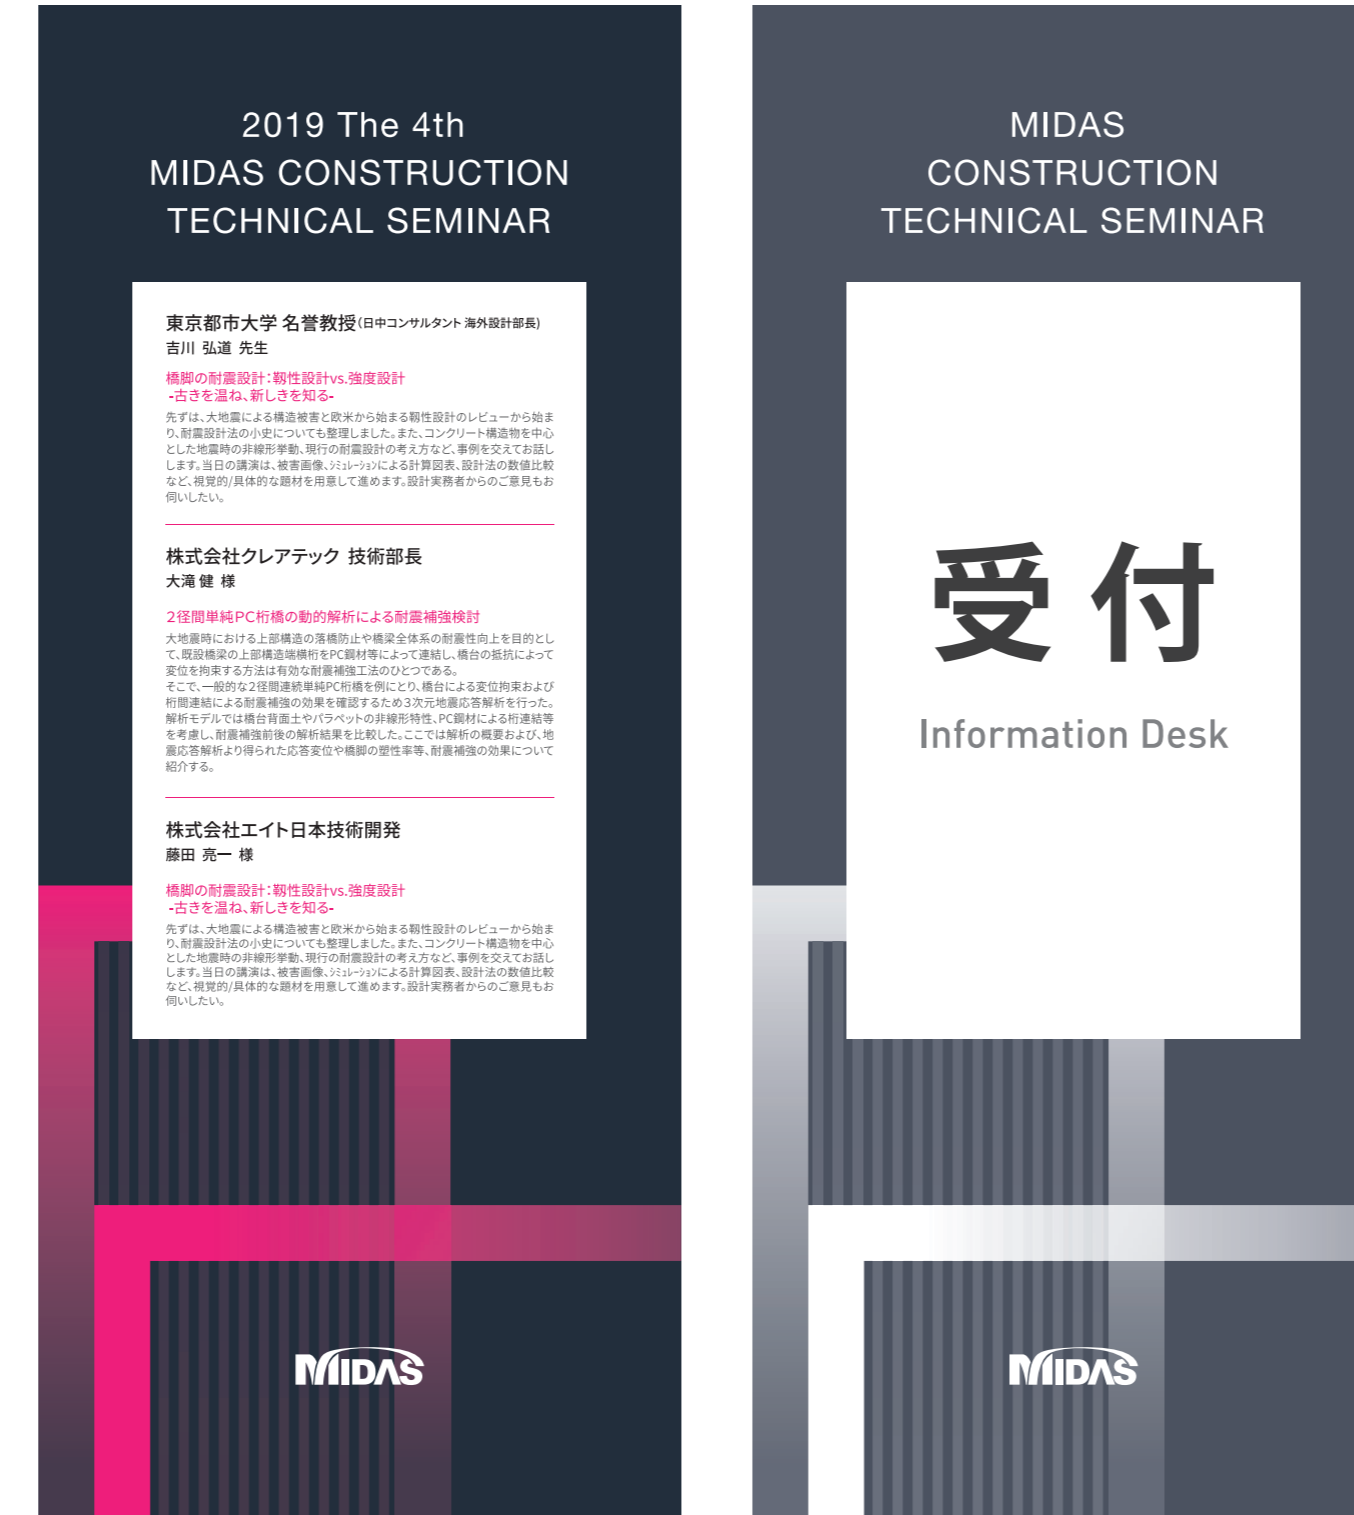 2019 The 4th
MIDAS CONSTRUCTION
TECHNICAL SEMINAR
東京都市大学 名誉教授(日中コンサルタント 海外設計部長)
吉川 弘道 先生
橋脚の耐震設計：靱性設計vs.強度設計
-古きを温ね、新しきを知る-
先ずは、大地震による構造被害と欧米から始まる靱性設計のレビューから始ま
り、耐震設計法の小史についても整理しました。また、コンクリート構造物を中心
とした地震時の非線形挙動、現行の耐震設計の考え方など、事例を交えてお話し
します。当日の講演は、被害画像、ｼﾐｭﾚｰｼｮﾝによる計算図表、設計法の数値比較
など、視覚的/具体的な題材を用意して進めます。設計実務者からのご意見もお
伺いしたい。
株式会社クレアテック 技術部長
大滝 健 様
２径間単純ＰＣ桁橋の動的解析による耐震補強検討
大地震時における上部構造の落橋防止や橋梁全体系の耐震性向上を目的とし
て、既設橋梁の上部構造端横桁をPC鋼材等によって連結し、橋台の抵抗によって
変位を拘束する方法は有効な耐震補強工法のひとつである。
そこで、一般的な２径間連続単純PC桁橋を例にとり、橋台による変位拘束および
桁間連結による耐震補強の効果を確認するため３次元地震応答解析を行った。
解析モデルでは橋台背面土やパラペットの非線形特性、PC鋼材による桁連結等
を考慮し、耐震補強前後の解析結果を比較した。ここでは解析の概要および、地
震応答解析より得られた応答変位や橋脚の塑性率等、耐震補強の効果について
紹介する。
株式会社エイト日本技術開発
藤田 亮一 様
橋脚の耐震設計：靱性設計vs.強度設計
-古きを温ね、新しきを知る-
先ずは、大地震による構造被害と欧米から始まる靱性設計のレビューから始ま
り、耐震設計法の小史についても整理しました。また、コンクリート構造物を中心
とした地震時の非線形挙動、現行の耐震設計の考え方など、事例を交えてお話し
します。当日の講演は、被害画像、ｼﾐｭﾚｰｼｮﾝによる計算図表、設計法の数値比較
など、視覚的/具体的な題材を用意して進めます。設計実務者からのご意見もお
伺いしたい。
MIDAS
MIDAS
CONSTRUCTION
TECHNICAL SEMINAR
受付
Information Desk
MIDAS